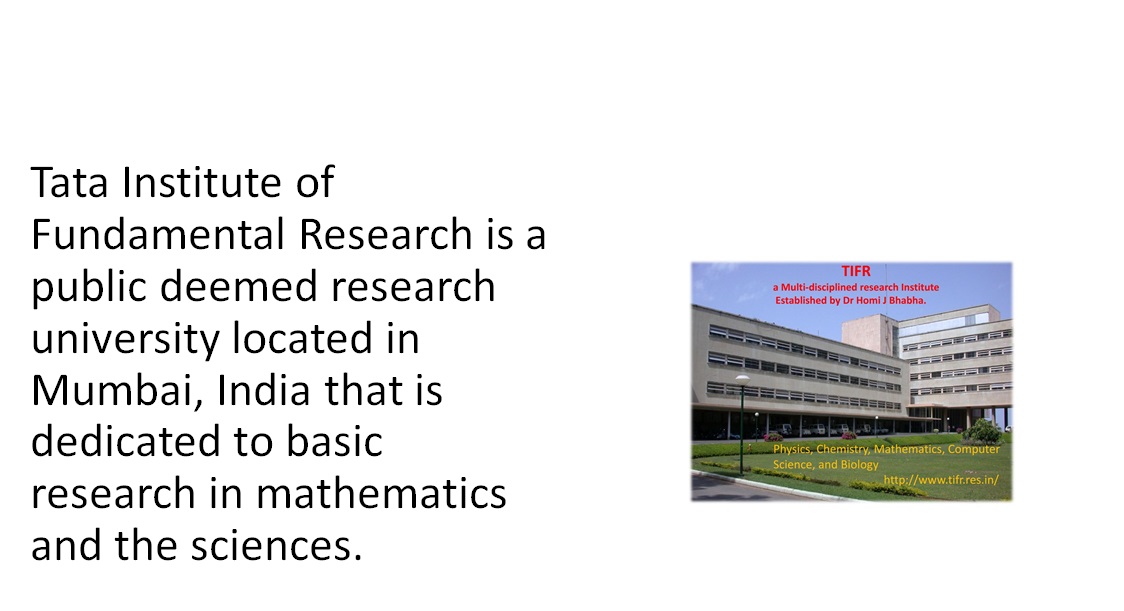 Tata Institute of
Fundamental Research is a
public deemed research
university located in
Mumbai, India that is
dedicated to basic
research in mathematics
and the sciences.
TIFR
a Multi-disciplined research Institute
Established by Dr Homi J Bhabha.
Physics, Chemistry, Mathematics, Computer
Science, and Biology
http://www.tifr.res.in/